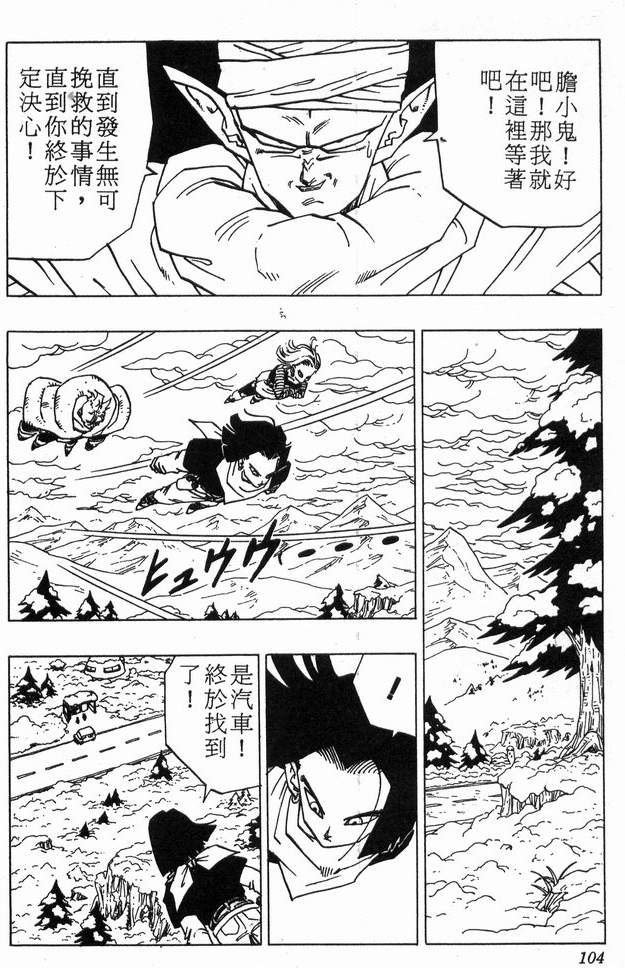 膽小鬼！好
吧！那我就
在這裡等著
吧！
直到發生無可
挽救的事情，
直到你終於下
定決心！
ヒュウウ・・・・
！
是汽車！
終於找到
了！
104